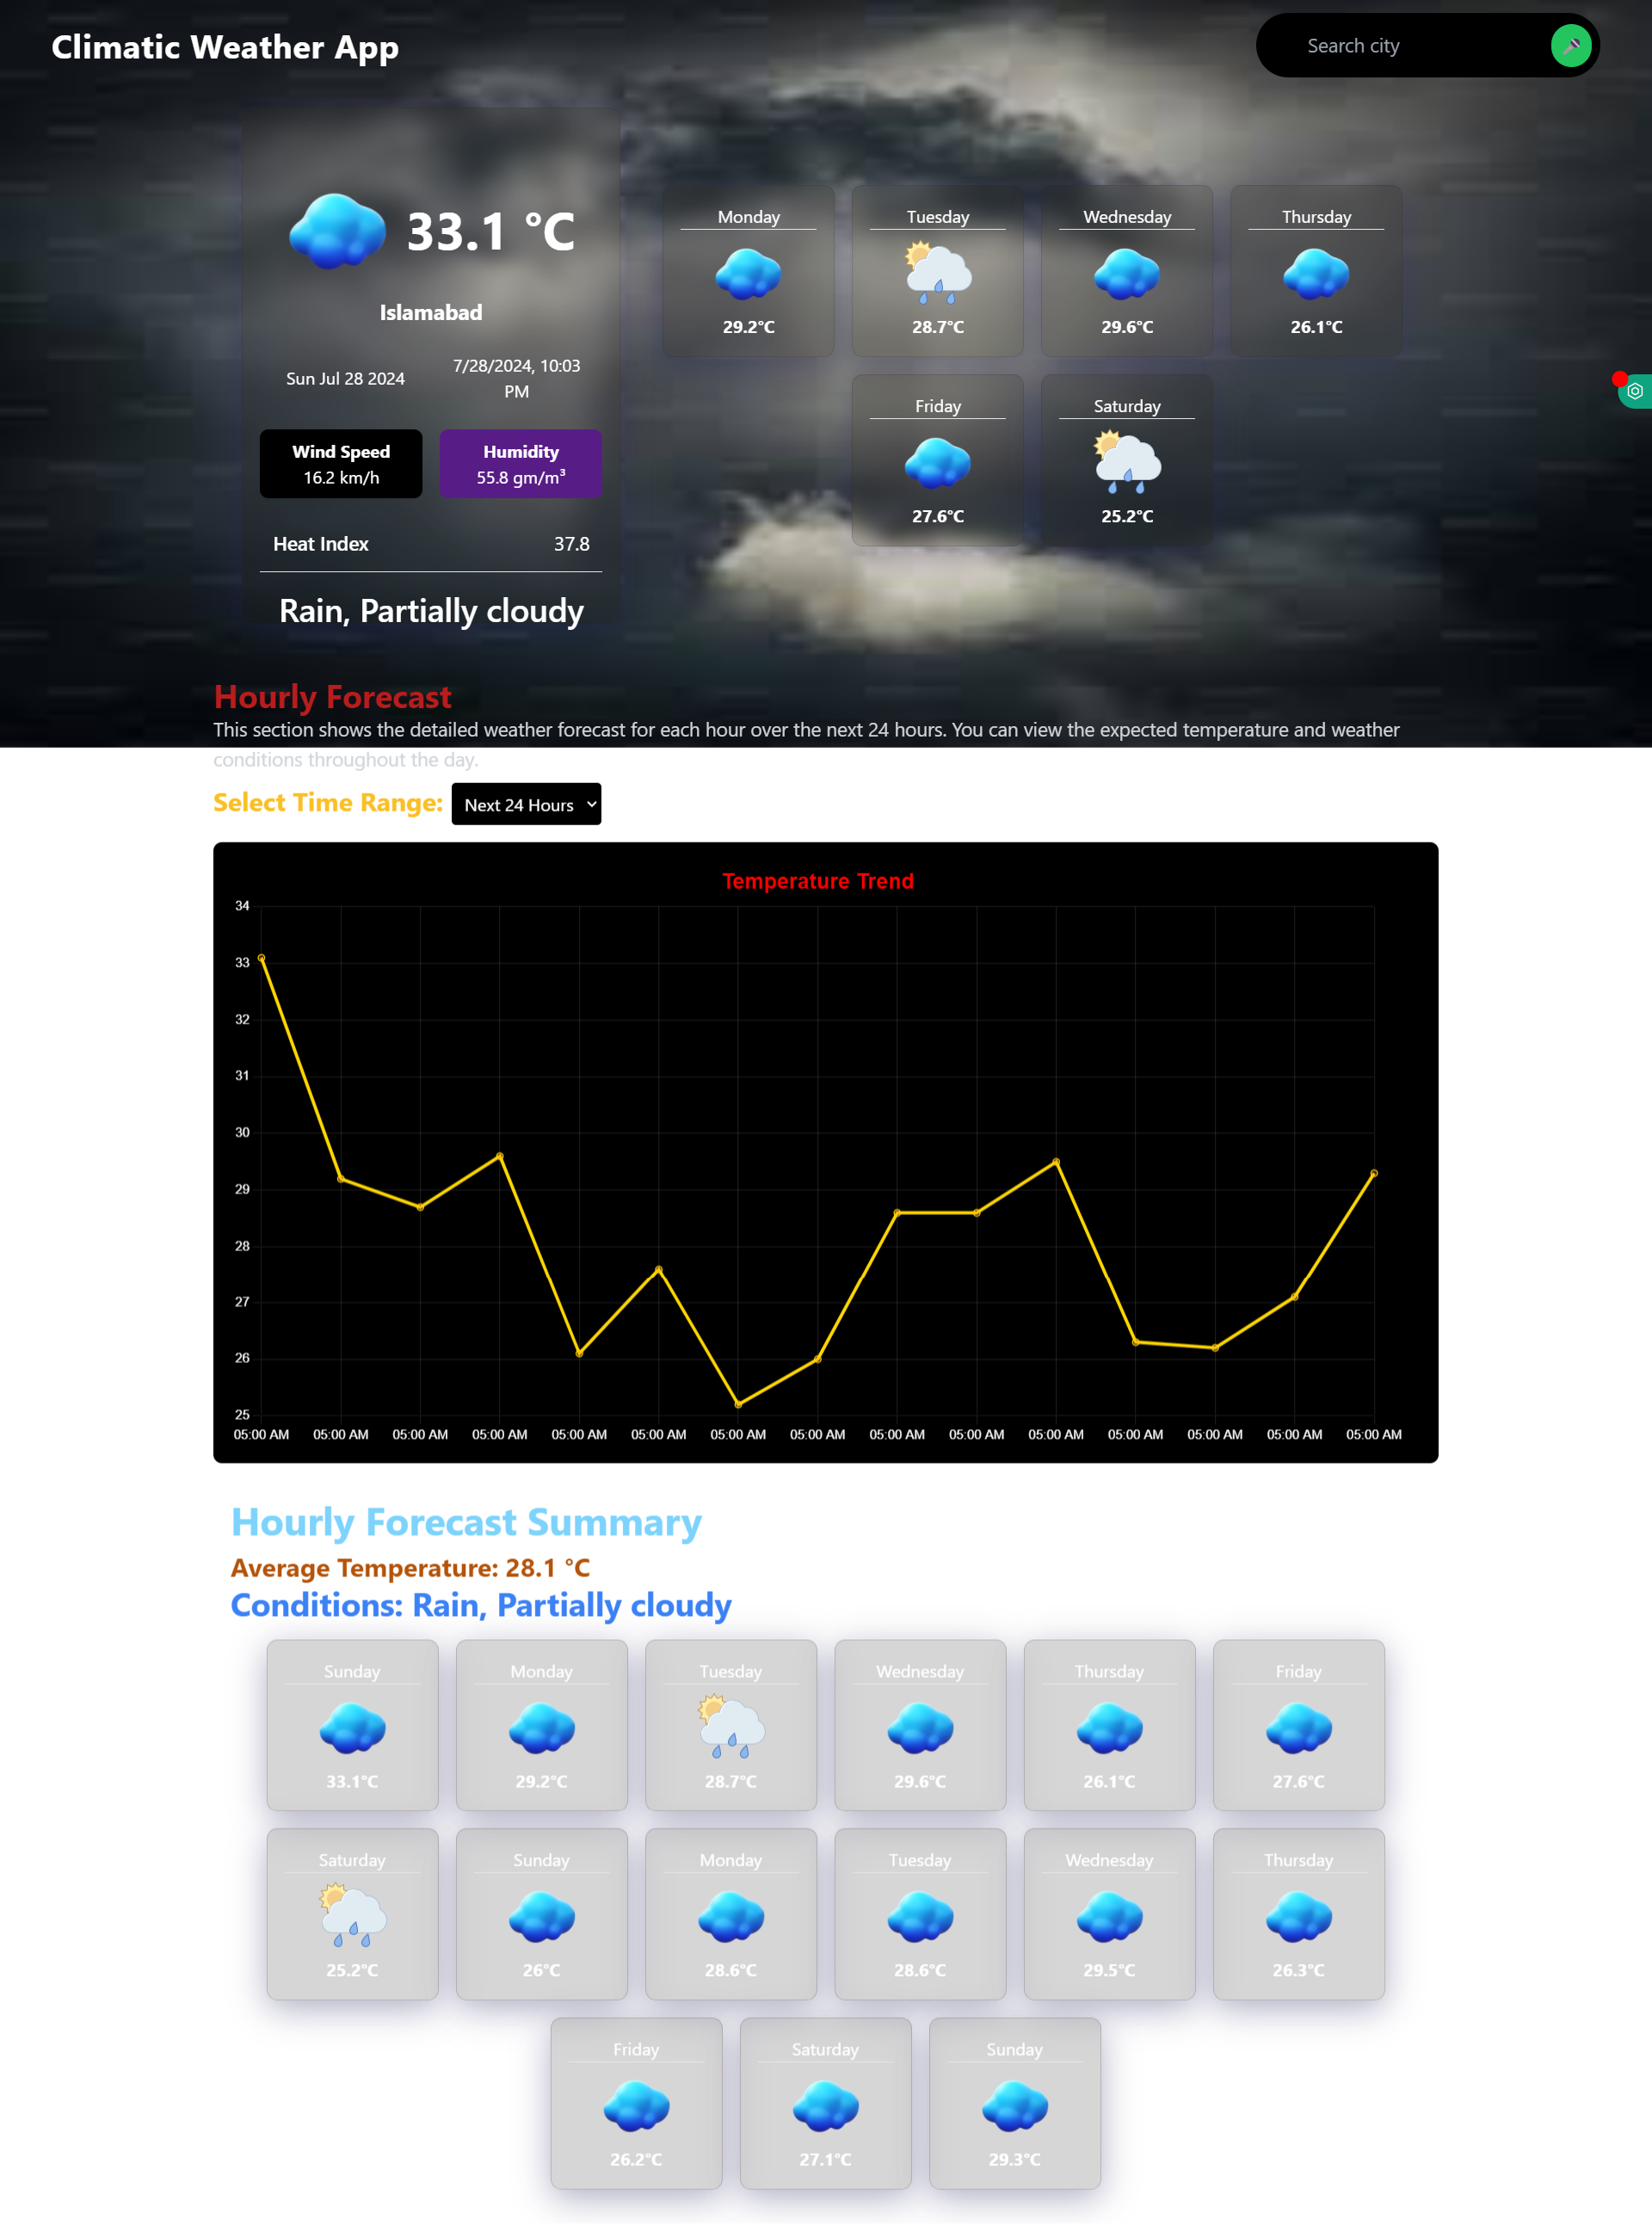 Climatic Weather App
Search city
33.1 °C
Islamabad
Sun Jul 28 2024
7/28/2024, 10:03
PM
Wind Speed
16.2 km/h
Humidity
55.8 gm/m³
Heat Index
37.8
Rain, Partially cloudy
Monday
29.2°C
Tuesday
28.7°C
Wednesday
29.6°C
Thursday
26.1°C
Friday
27.6°C
Saturday
25.2°C
Hourly Forecast
This section shows the detailed weather forecast for each hour over the next 24 hours. You can view the expected temperature and weather
conditions throughout the day.
Select Time Range: Next 24 Hours
Temperature Trend
34
33
32
31
30
29
28
27
26
25
05:00 AM 05:00 AM 05:00 AM 05:00 AM 05:00 AM 05:00 AM 05:00 AM 05:00 AM 05:00 AM 05:00 AM 05:00 AM 05:00 AM 05:00 AM 05:00 AM 05:00 AM
Hourly Forecast Summary
Average Temperature: 28.1 °C
Conditions: Rain, Partially cloudy
Sunday
33.1°C
Monday
29.2°C
Tuesday
28.7°C
Wednesday
29.6°C
Thursday
26.1°C
Friday
27.6°C
Saturday
25.2°C
Sunday
26°C
Monday
28.6°C
Tuesday
28.6°C
Wednesday
29.5°C
Thursday
26.3°C
Friday
26.2°C
Saturday
27.1°C
Sunday
29.3°C